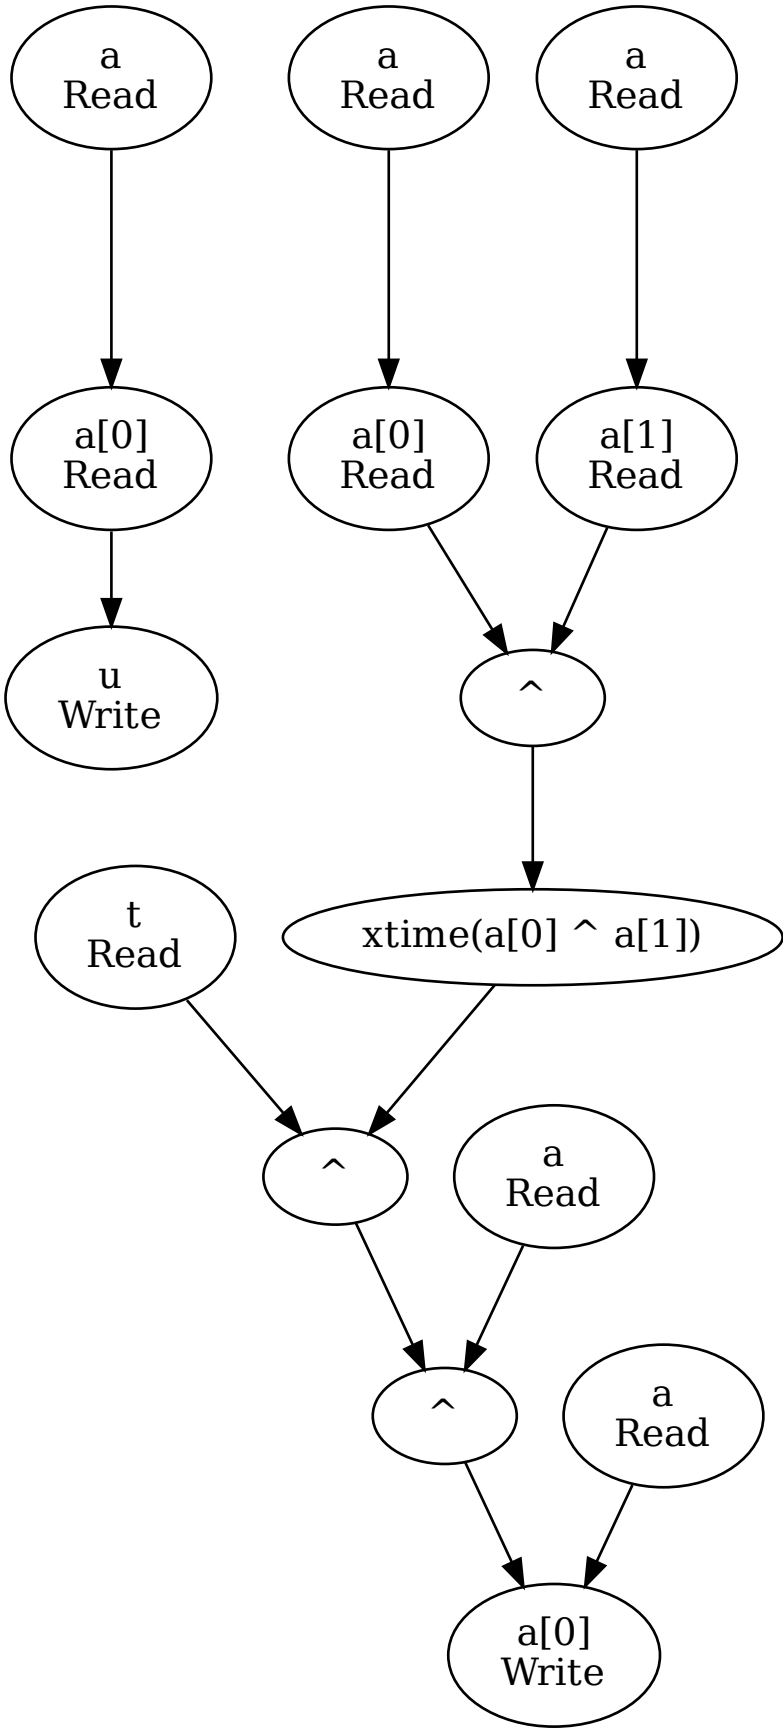 a
Read
a
Read
a
Read
a[0]
Read
a[0]
Read
a[1]
Read
u
Write
^
t
Read
xtime(a[0] ^ a[1])
^
a
Read
^
a
Read
a[0]
Write